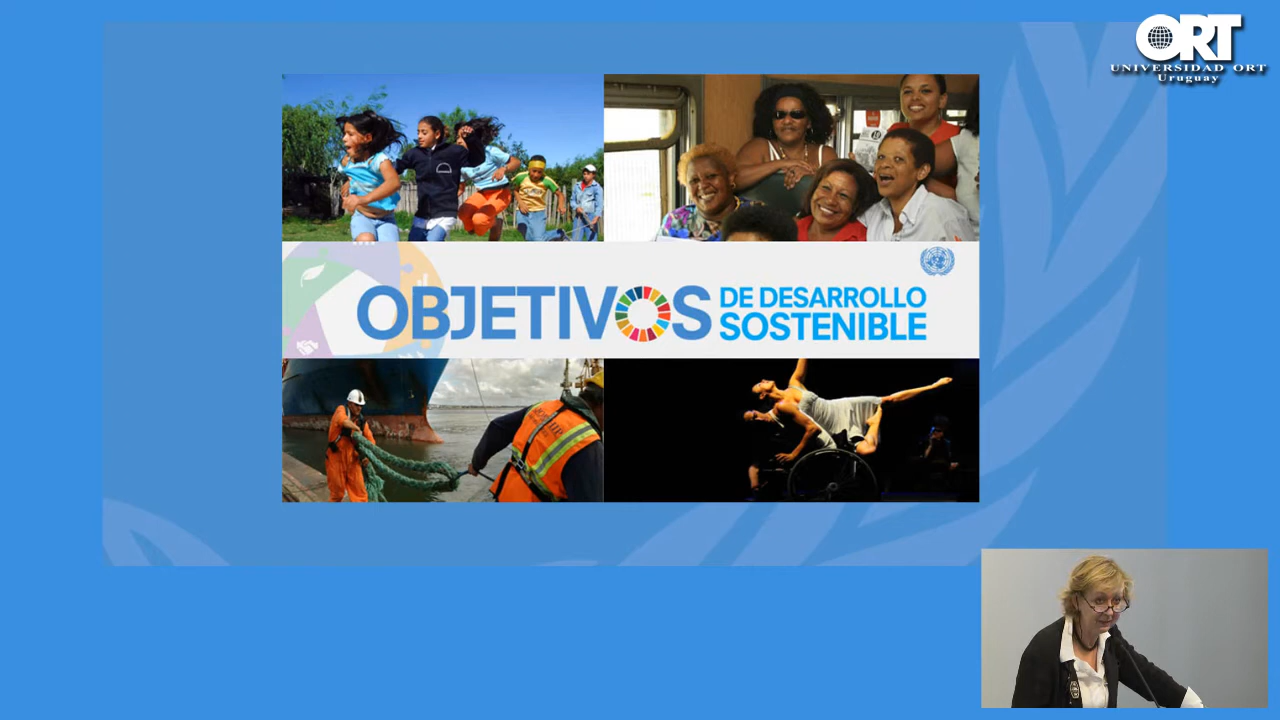 ORT
UNIVERSIDAD ORT
Uruguay
OBJETIVOS
DE DESARROLLO
SOSTENIBLE